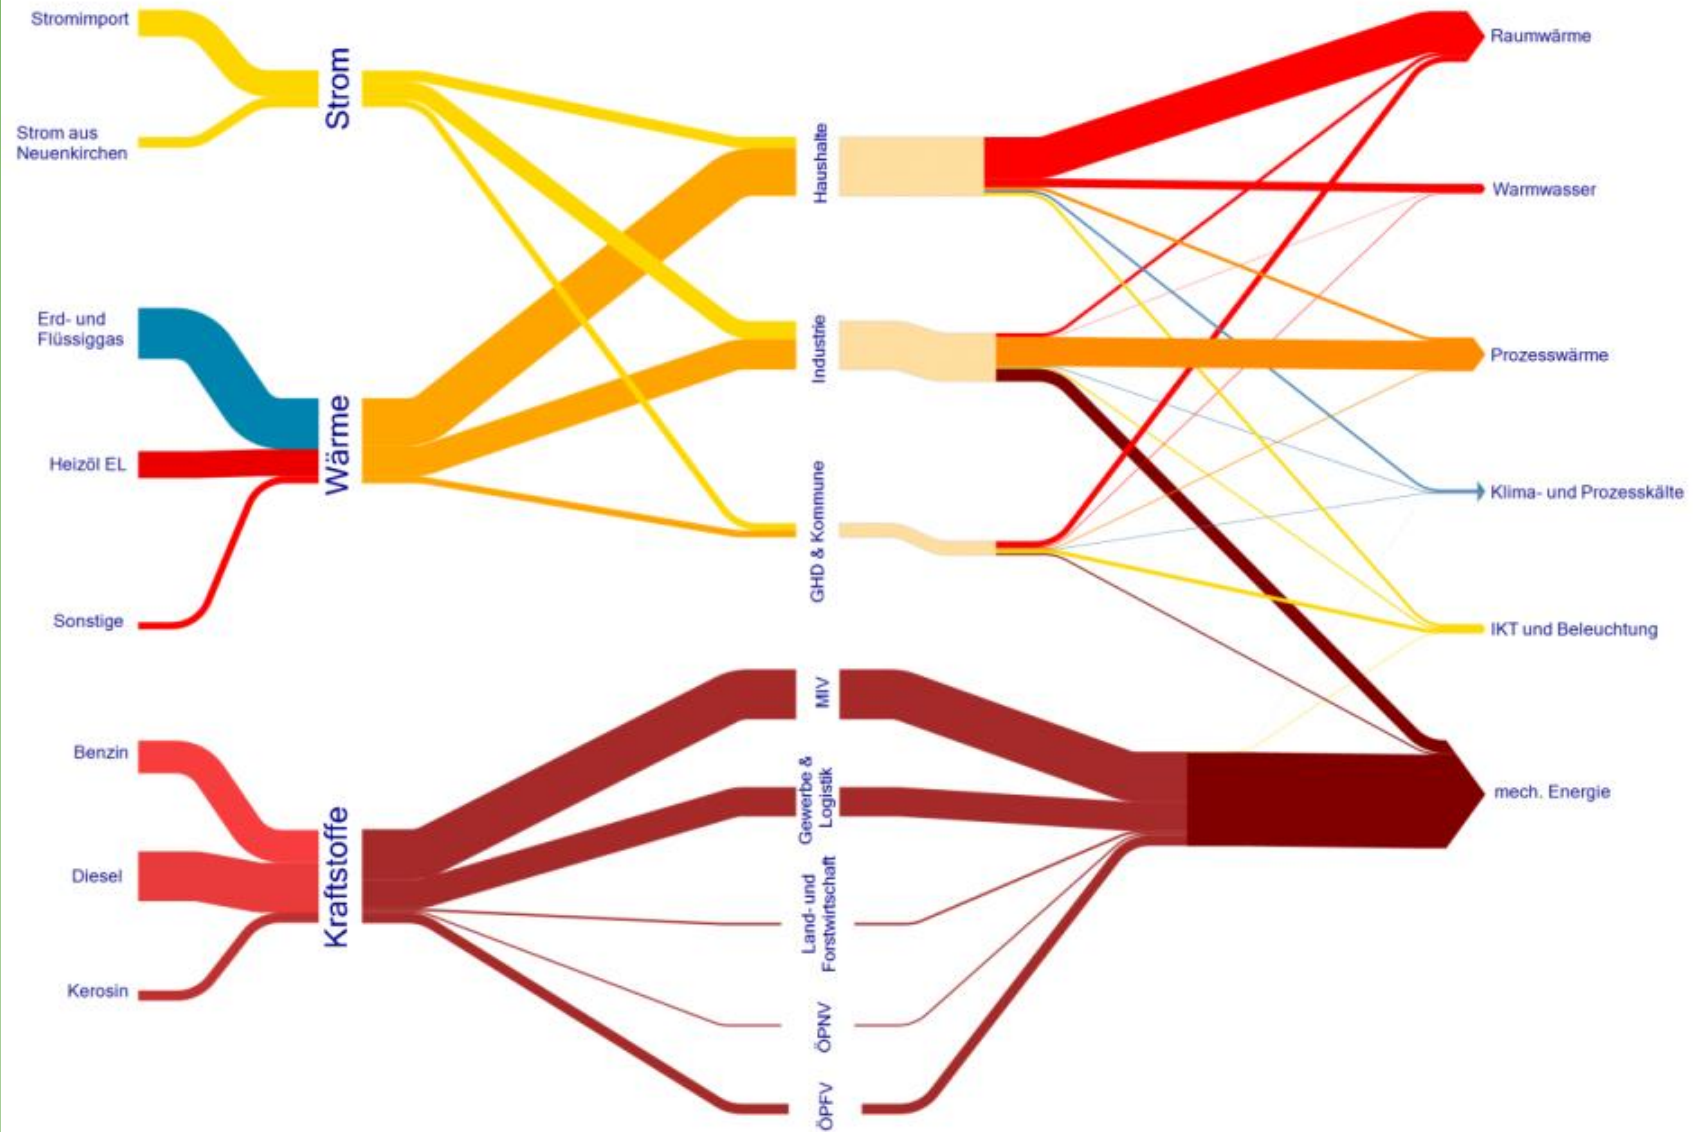 Stromimport
Strom aus
Neuenkirchen
Erd- und
Flüssiggas
Heizöl EL
Sonstige
Benzin
Diesel
Kerosin
Strom
Wärme
Kraftstoffe
Haushalte
Industrie
GHD & Kommune
MIV
Gewerbe &
Logistik
Land- und
Forstwirtschaft
ÖPNV
ÖPFV
Raumwärme
Warmwasser
Prozesswärme
Klima- und Prozesskälte
IKT und Beleuchtung
mech. Energie